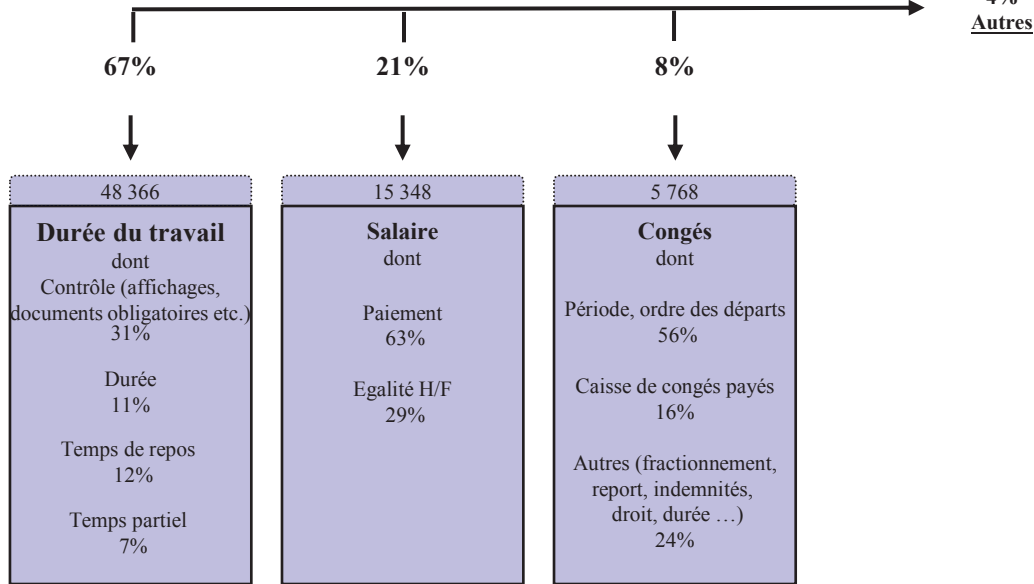 4%
Autres
67%
21%
8%
48 366
Durée du travail
dont
Contrôle (affichages,
documents obligatoires etc.)
31%
Durée
11%
Temps de repos
12%
Temps partiel
7%
15 348
Salaire
dont
Paiement
63%
Egalité H/F
29%
5 768
Congés
dont
Période, ordre des départs
56%
Caisse de congés payés
16%
Autres (fractionnement,
report, indemnités,
droit, durée …)
24%